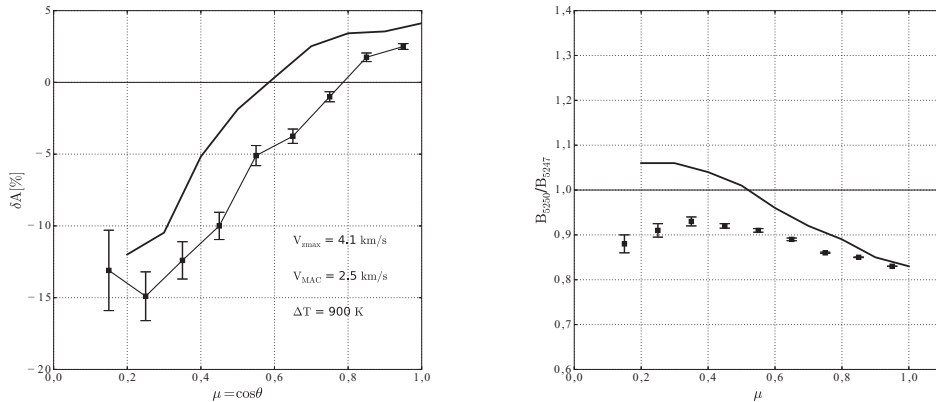 5
0
−5
−10
−15
−20
δA[%]
0,0 0,2 0,4 0,6 0,8 1,0
μ=cosθ
V_zmax = 4.1 km/s
V_MAC = 2.5 km/s
ΔT = 900 K
1,4
1,3
1,2
1,1
1,0
0,9
0,8
0,7
0,6
B_5250/B_5247
0,0 0,2 0,4 0,6 0,8 1,0
μ